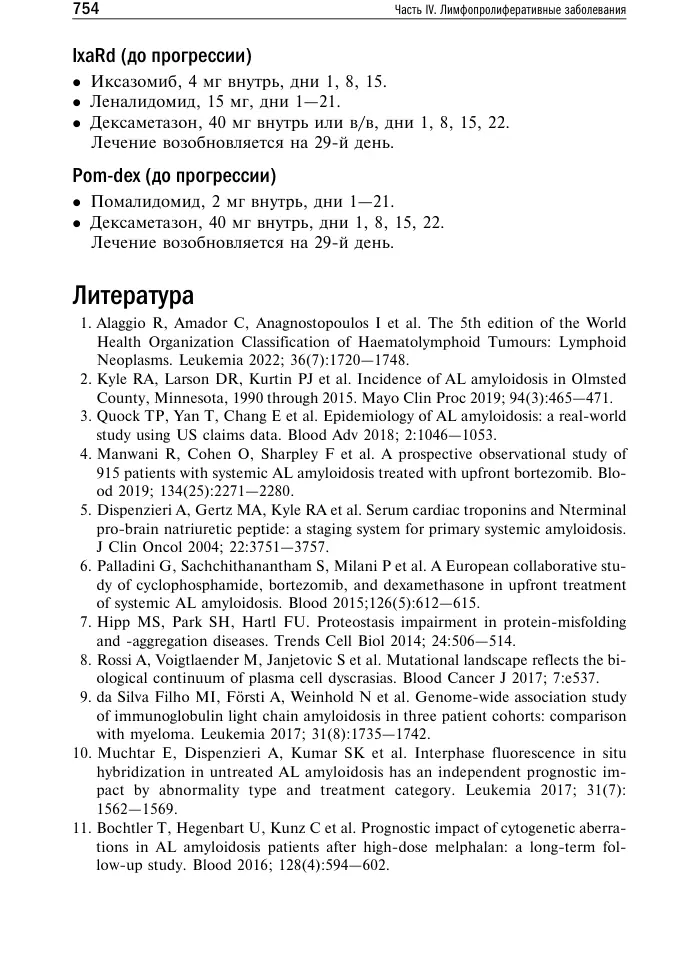 754
Часть IV. Лимфопролиферативные заболевания
IxaRd (до прогрессии)
• Иксазомиб, 4 мг внутрь, дни 1, 8, 15.
• Леналидомид, 15 мг, дни 1—21.
• Дексаметазон, 40 мг внутрь или в/в, дни 1, 8, 15, 22.
Лечение возобновляется на 29-й день.
Pom-dex (до прогрессии)
• Помалидомид, 2 мг внутрь, дни 1—21.
• Дексаметазон, 40 мг внутрь, дни 1, 8, 15, 22.
Лечение возобновляется на 29-й день.
Литература
1. Alaggio R, Amador C, Anagnostopoulos I et al. The 5th edition of the World
Health Organization Classification of Haematolymphoid Tumours: Lymphoid
Neoplasms. Leukemia 2022; 36(7):1720—1748.
2. Kyle RA, Larson DR, Kurtin PJ et al. Incidence of AL amyloidosis in Olmsted
County, Minnesota, 1990 through 2015. Mayo Clin Proc 2019; 94(3):465—471.
3. Quock TP, Yan T, Chang E et al. Epidemiology of AL amyloidosis: a real-world
study using US claims data. Blood Adv 2018; 2:1046—1053.
4. Manwani R, Cohen O, Sharpley F et al. A prospective observational study of
915 patients with systemic AL amyloidosis treated with upfront bortezomib. Blo-
od 2019; 134(25):2271—2280.
5. Dispenzieri A, Gertz MA, Kyle RA et al. Serum cardiac troponins and Nterminal
pro-brain natriuretic peptide: a staging system for primary systemic amyloidosis.
J Clin Oncol 2004; 22:3751—3757.
6. Palladini G, Sachchithanantham S, Milani P et al. A European collaborative stu-
dy of cyclophosphamide, bortezomib, and dexamethasone in upfront treatment
of systemic AL amyloidosis. Blood 2015;126(5):612—615.
7. Hipp MS, Park SH, Hartl FU. Proteostasis impairment in protein-misfolding
and -aggregation diseases. Trends Cell Biol 2014; 24:506—514.
8. Rossi A, Voigtlaender M, Janjetovic S et al. Mutational landscape reflects the bi-
ological continuum of plasma cell dyscrasias. Blood Cancer J 2017; 7:e537.
9. da Silva Filho MI, Försti A, Weinhold N et al. Genome-wide association study
of immunoglobulin light chain amyloidosis in three patient cohorts: comparison
with myeloma. Leukemia 2017; 31(8):1735—1742.
10. Muchtar E, Dispenzieri A, Kumar SK et al. Interphase fluorescence in situ
hybridization in untreated AL amyloidosis has an independent prognostic im-
pact by abnormality type and treatment category. Leukemia 2017; 31(7):
1562—1569.
11. Bochtler T, Hegenbart U, Kunz C et al. Prognostic impact of cytogenetic aberra-
tions in AL amyloidosis patients after high-dose melphalan: a long-term fol-
low-up study. Blood 2016; 128(4):594—602.